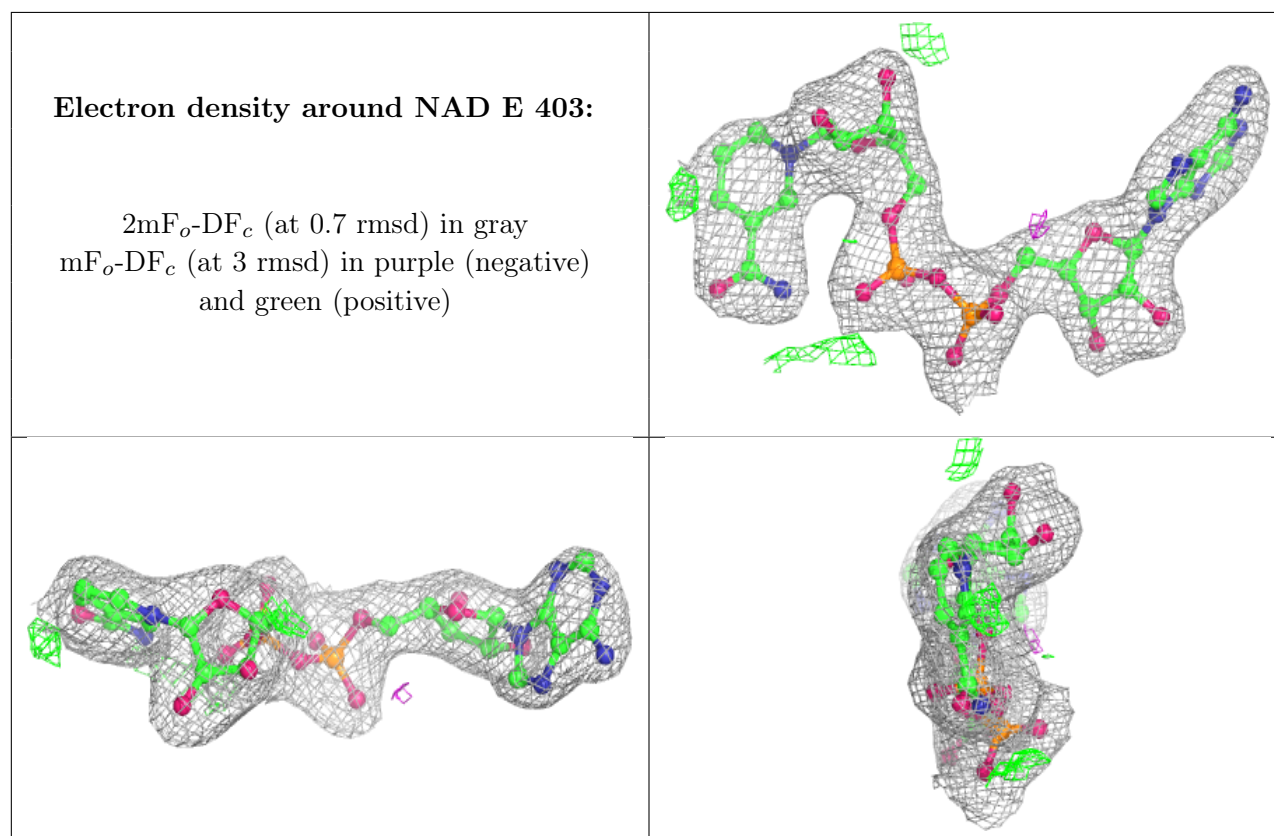 Electron density around NAD E 403:
2mFo-DFc (at 0.7 rmsd) in gray
mFo-DFc (at 3 rmsd) in purple (negative)
and green (positive)